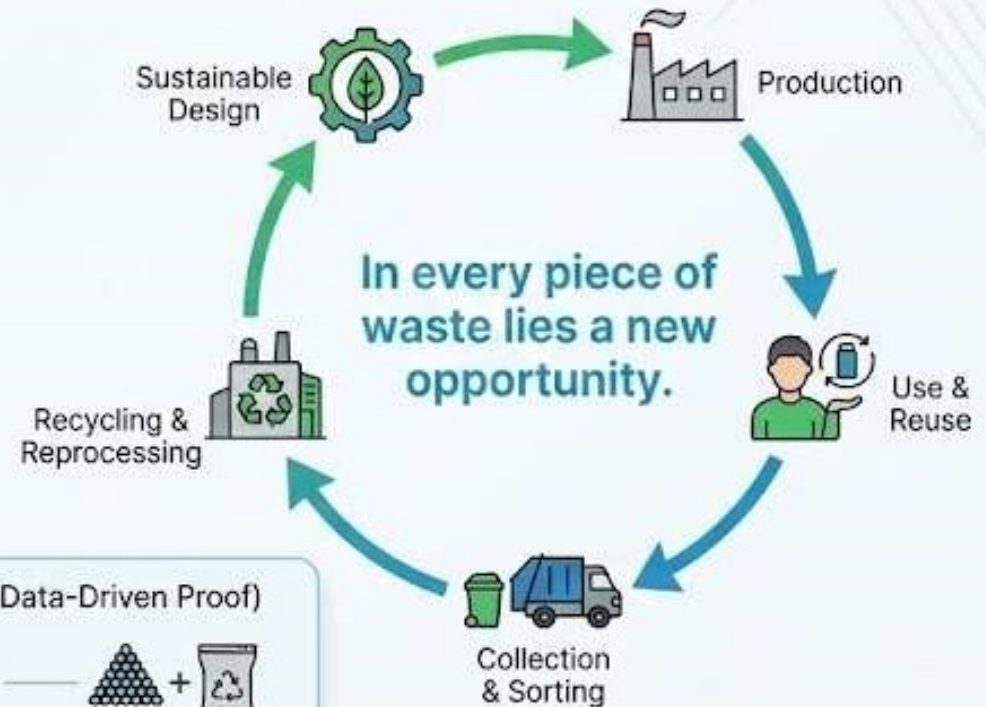 Sustainable
Design
Production
In every piece of
waste lies a new
opportunity.
Use &
Reuse
Recycling &
Reprocessing
Data-Driven Proof)
+
Collection
& Sorting